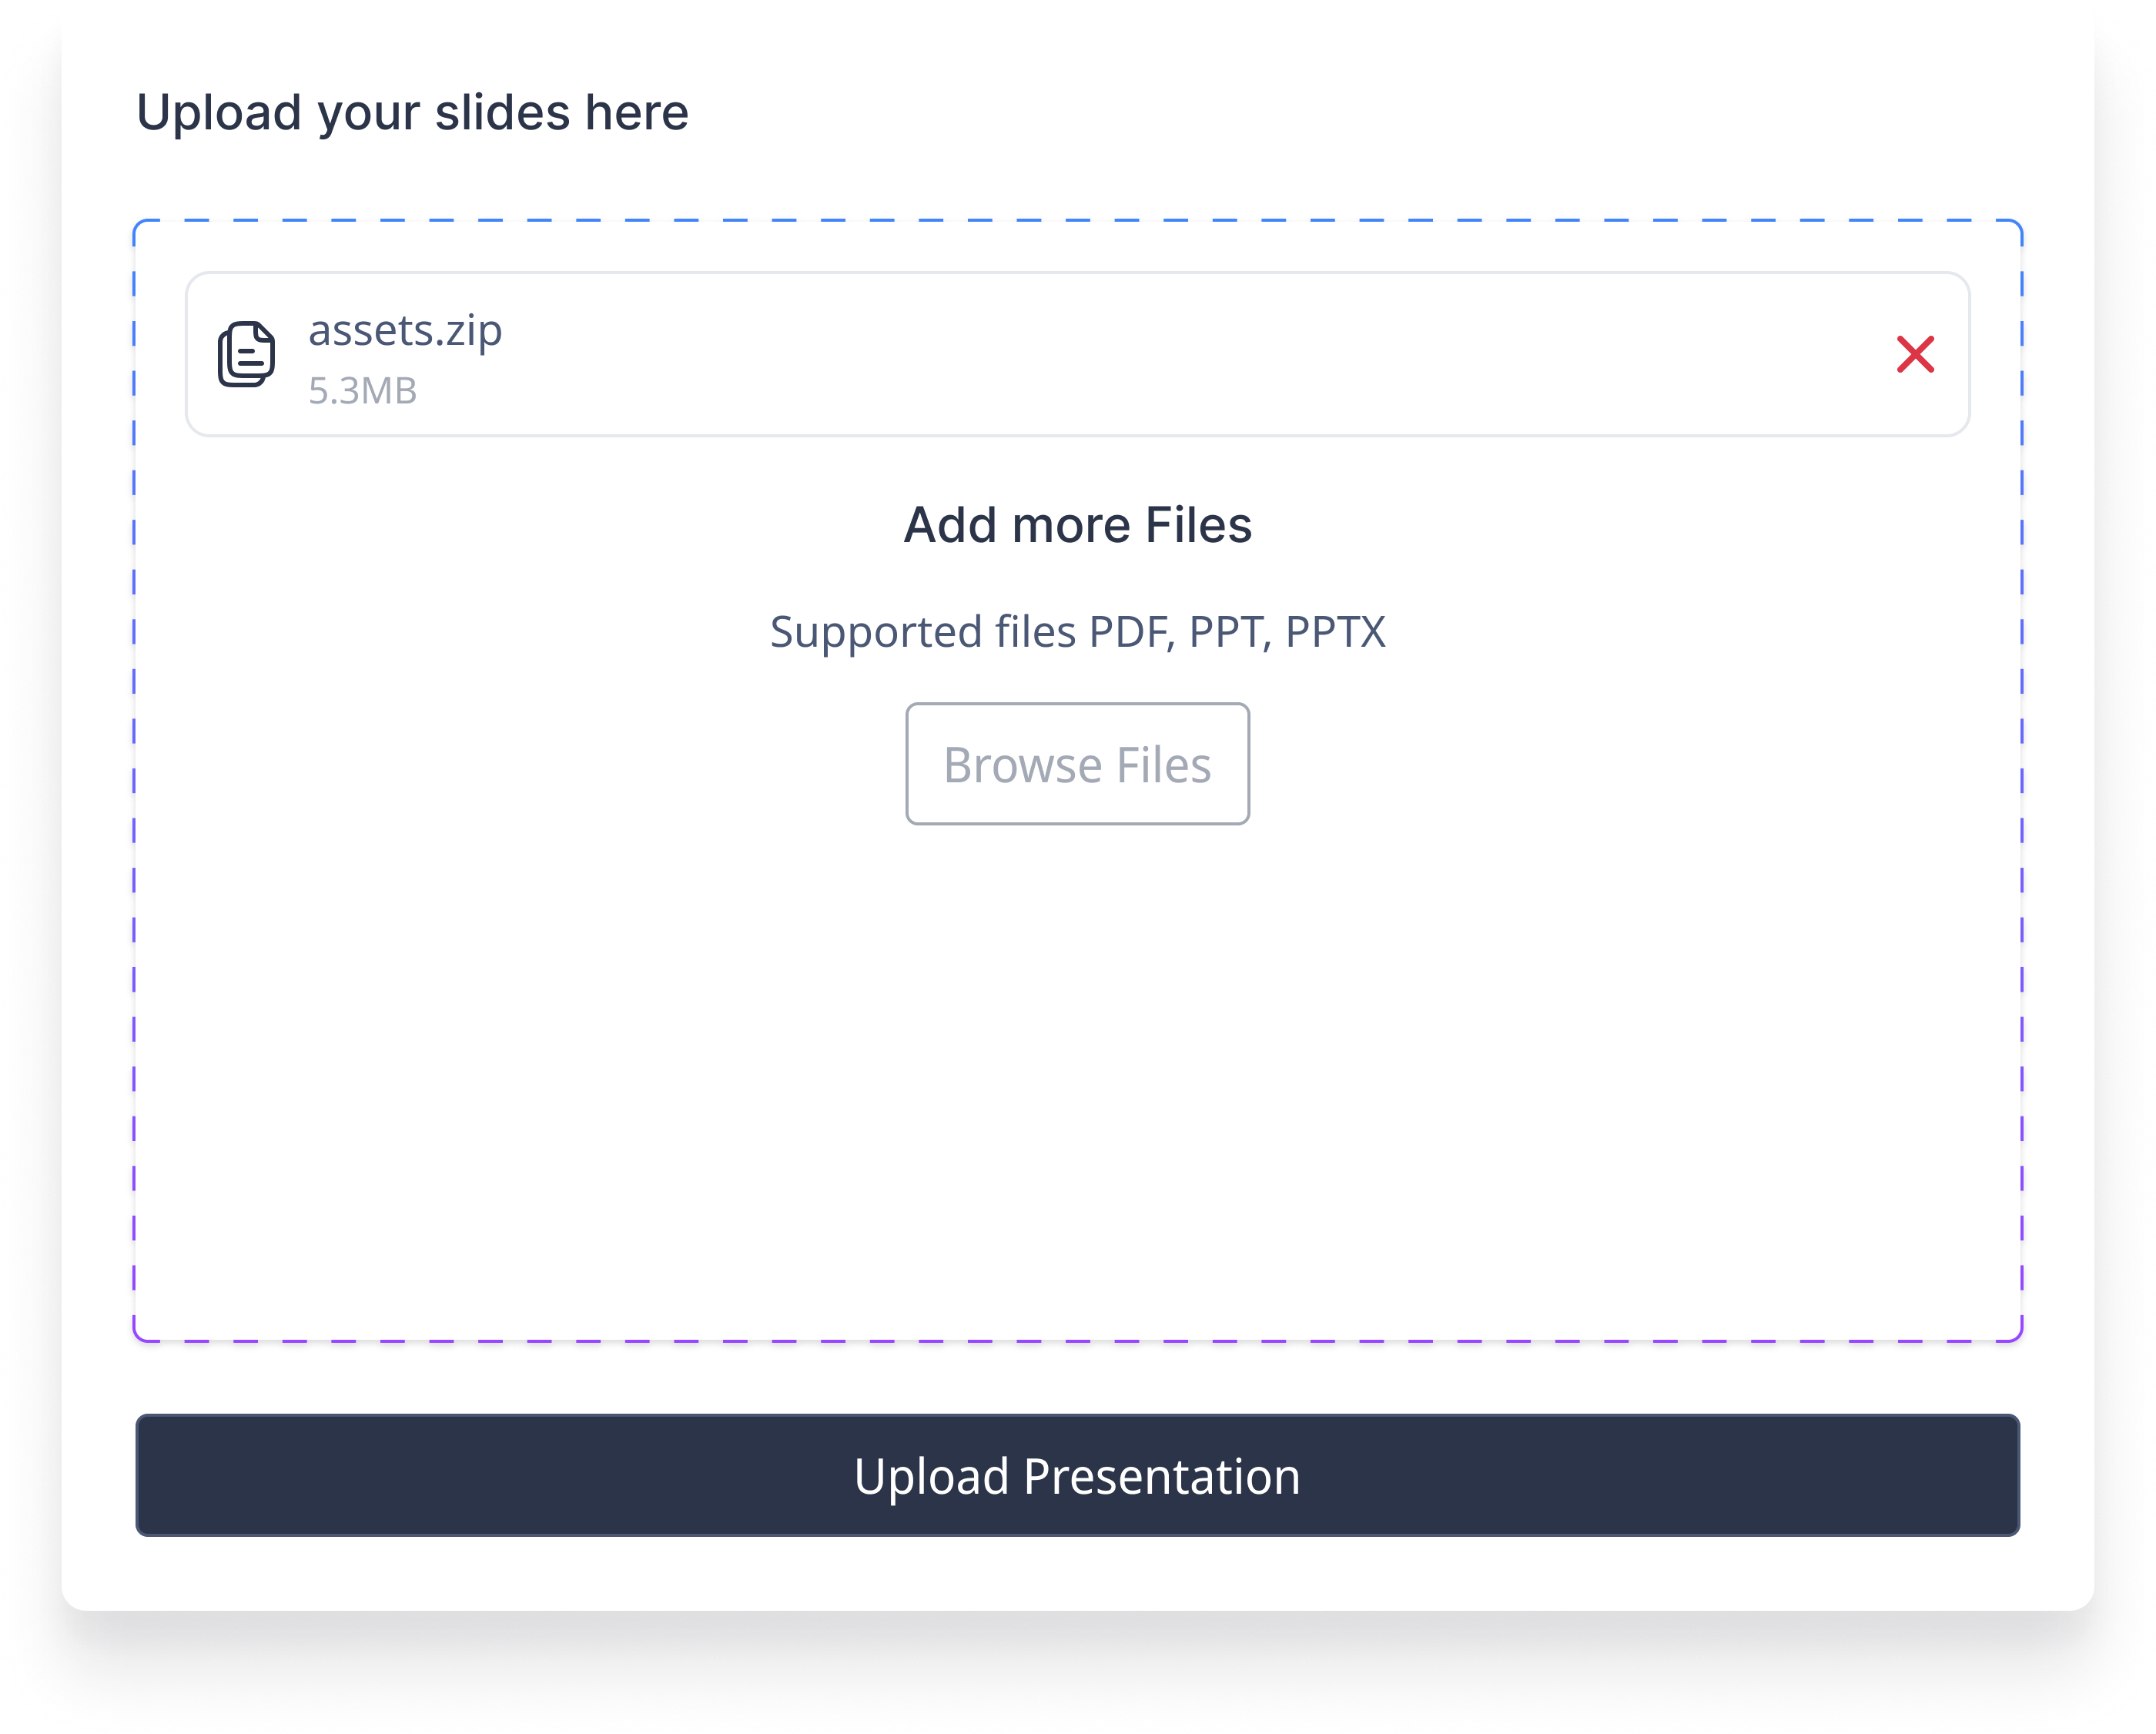 Upload your slides here
assets.zip
5.3MB
Add more Files
Supported files PDF, PPT, PPTX
Browse Files
Upload Presentation